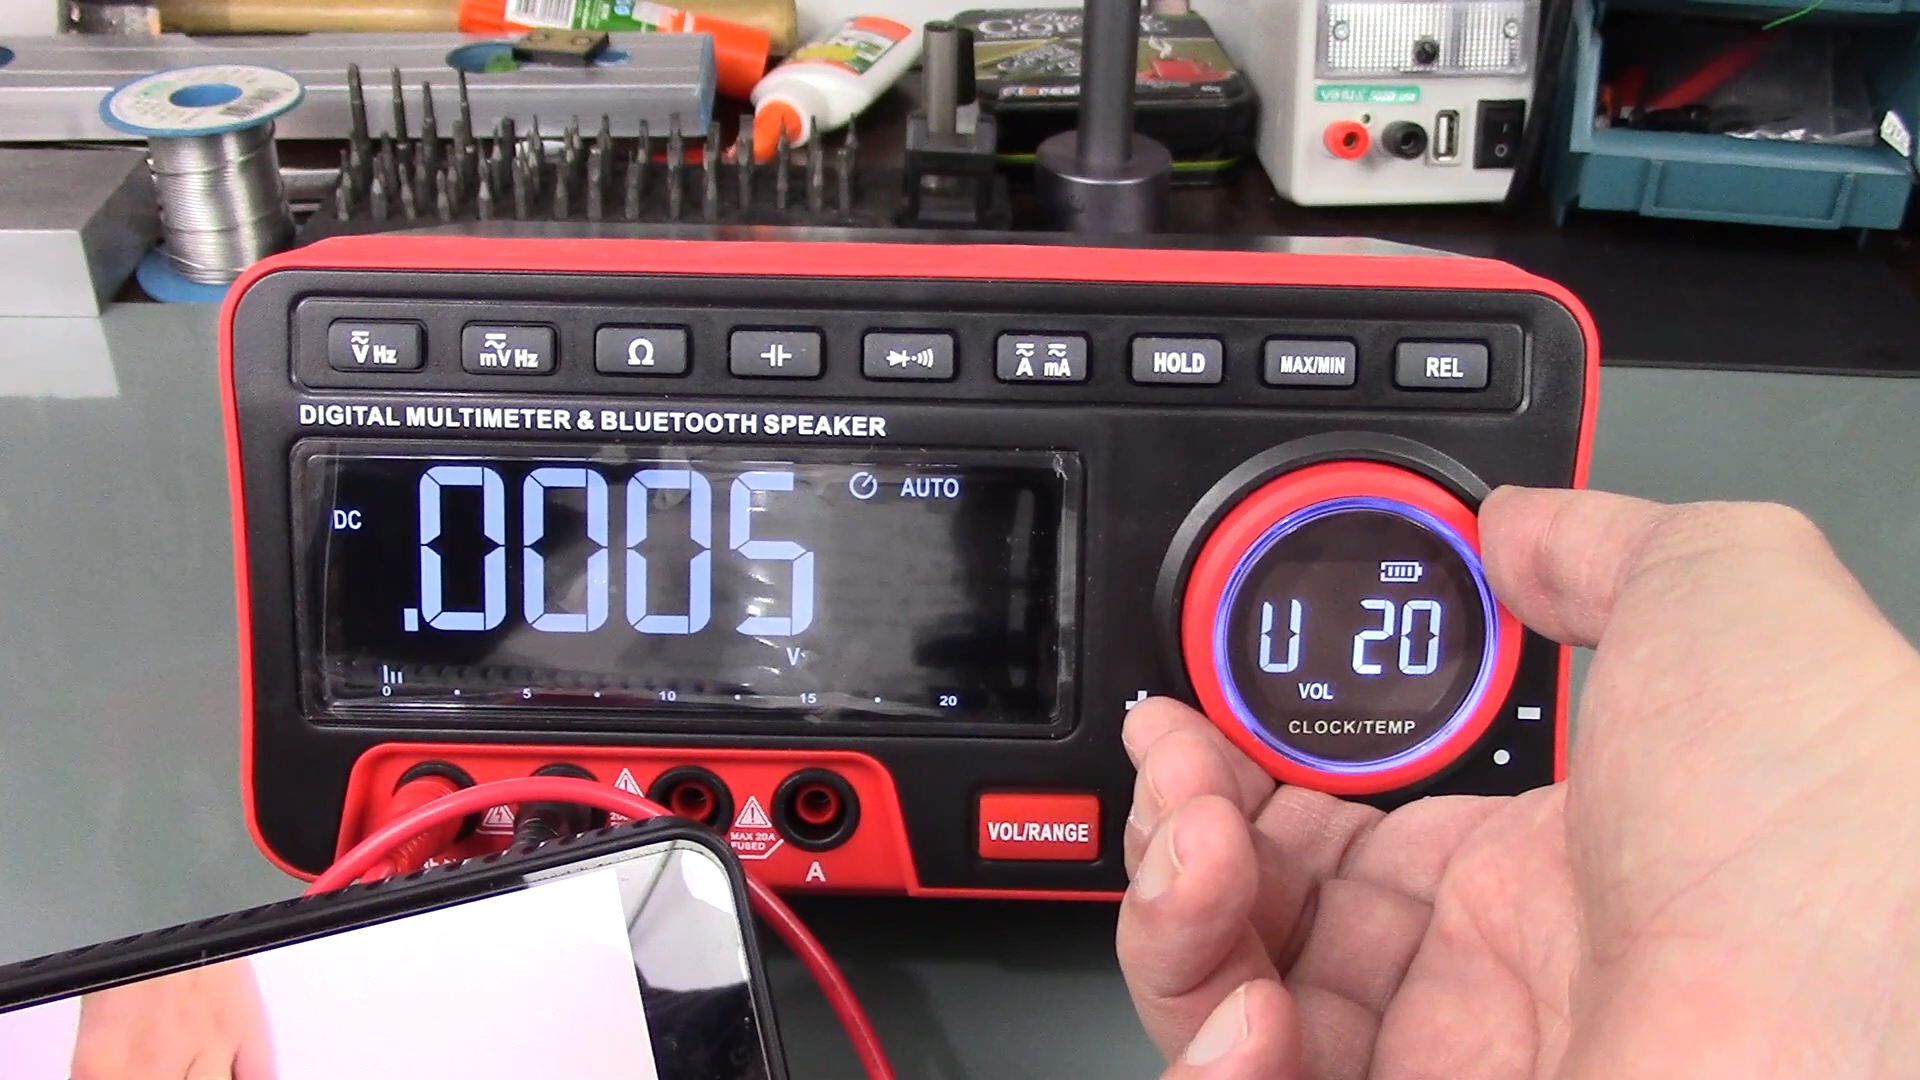 V Hz
mV Hz
Ω
HOLD
MAX/MIN
REL
A mA
DIGITAL MULTIMETER & BLUETOOTH SPEAKER
DC
.0005
AUTO
V
0 5 10 15 20
U 20
VOL
CLOCK/TEMP
+
-
VOL/RANGE
MAX 20A
FUSED
A